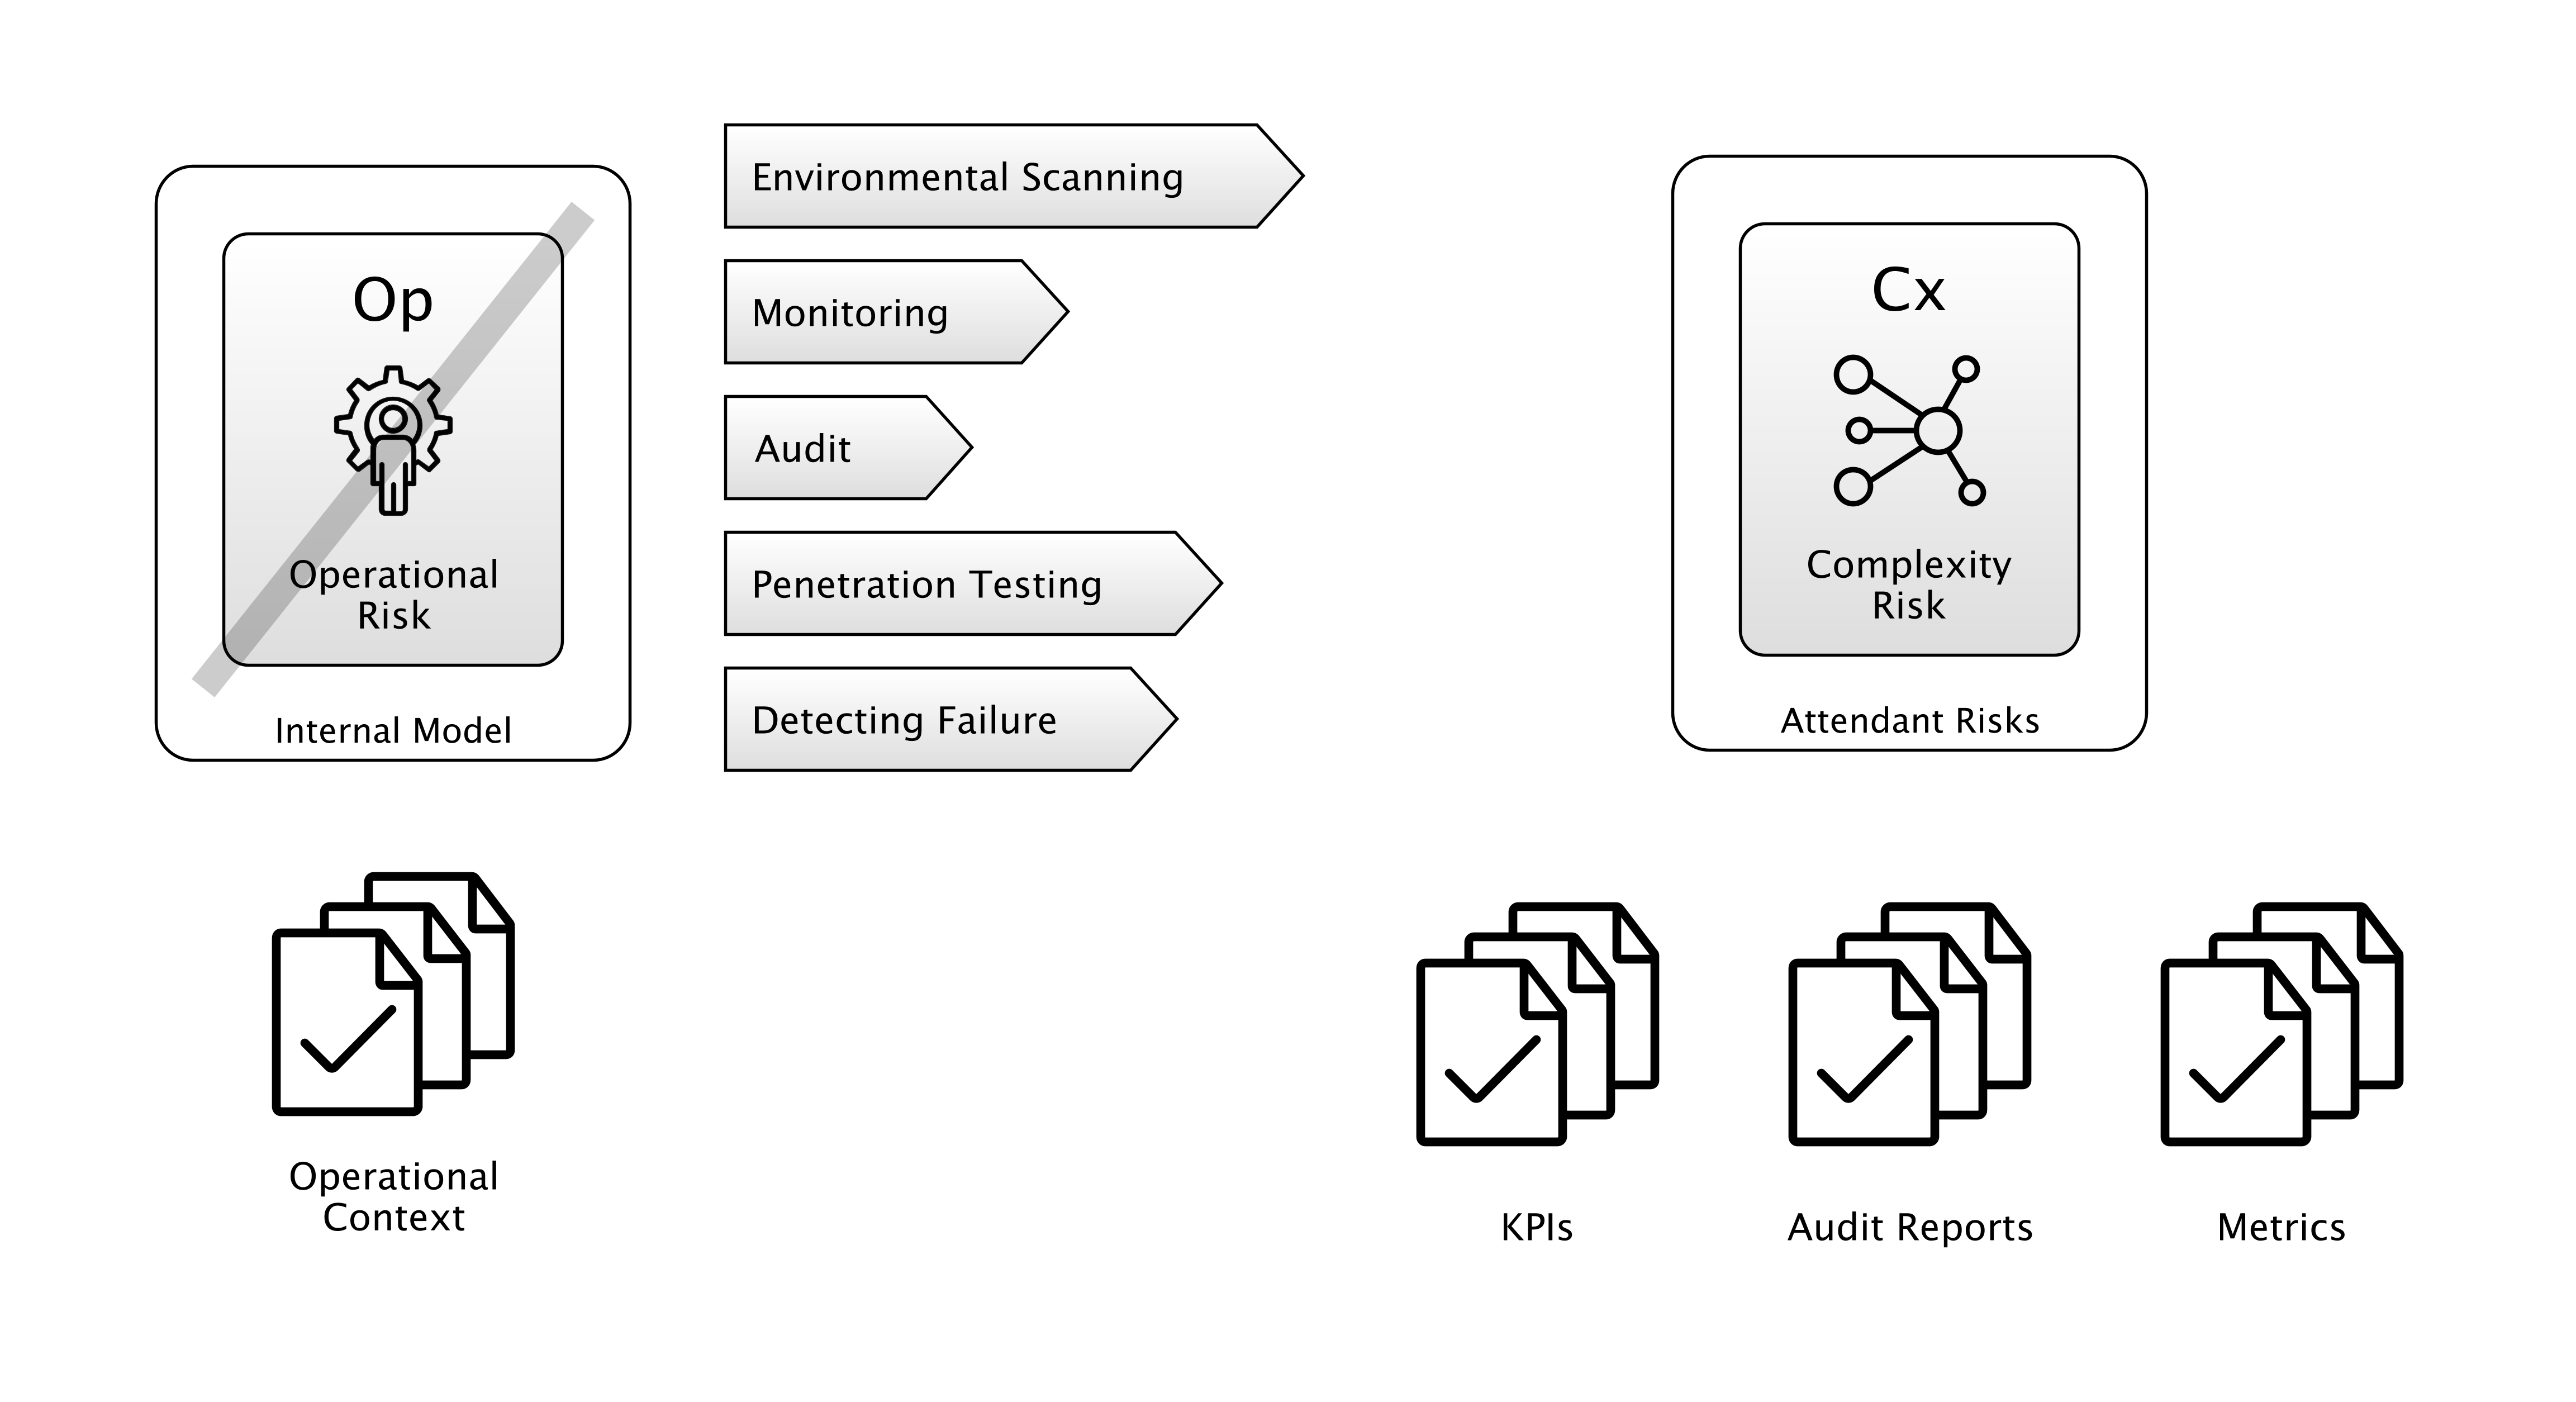 Op
Operational
Risk
Internal Model
Environmental Scanning
Monitoring
Audit
Penetration Testing
Detecting Failure
Cx
Complexity
Risk
Attendant Risks
Operational
Context
KPIs
Audit Reports
Metrics